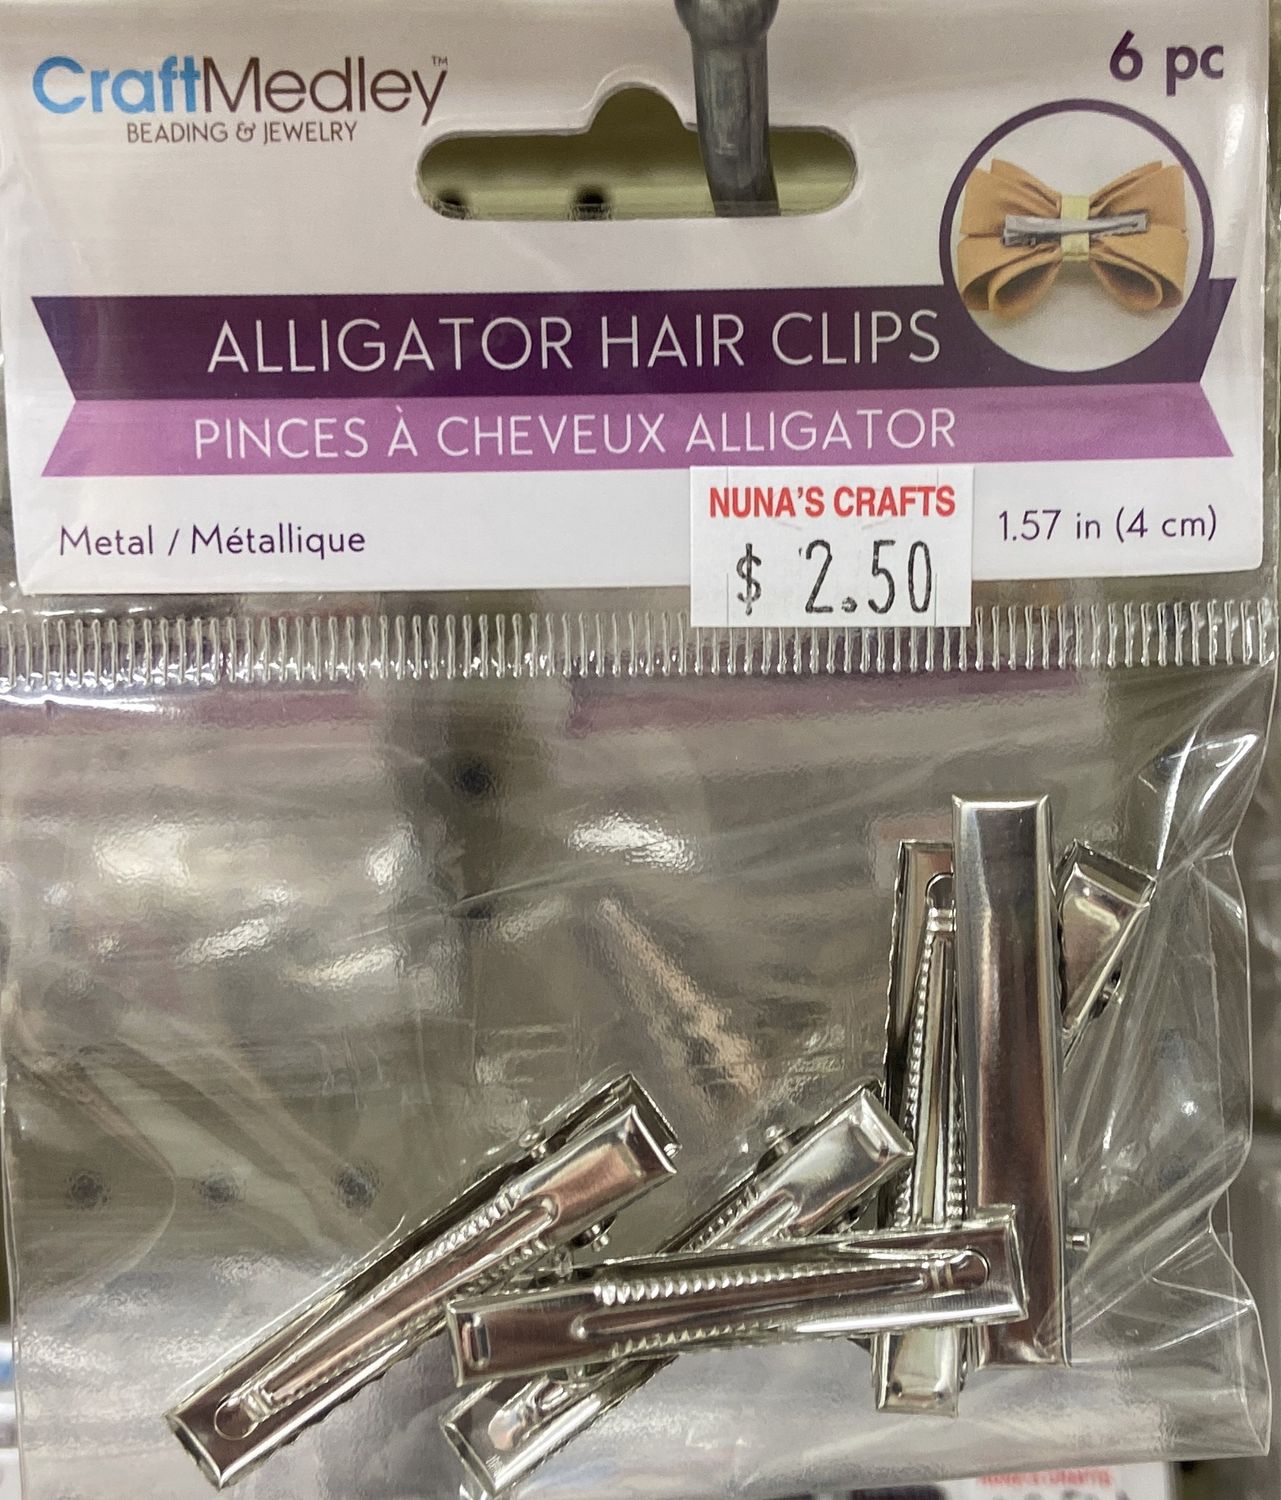 CraftMedley™
BEADING & JEWELRY
6 pc
ALLIGATOR HAIR CLIPS
PINCES À CHEVEUX ALLIGATOR
Metal / Métallique
NUNA'S CRAFTS
$ 2.50
1.57 in (4 cm)